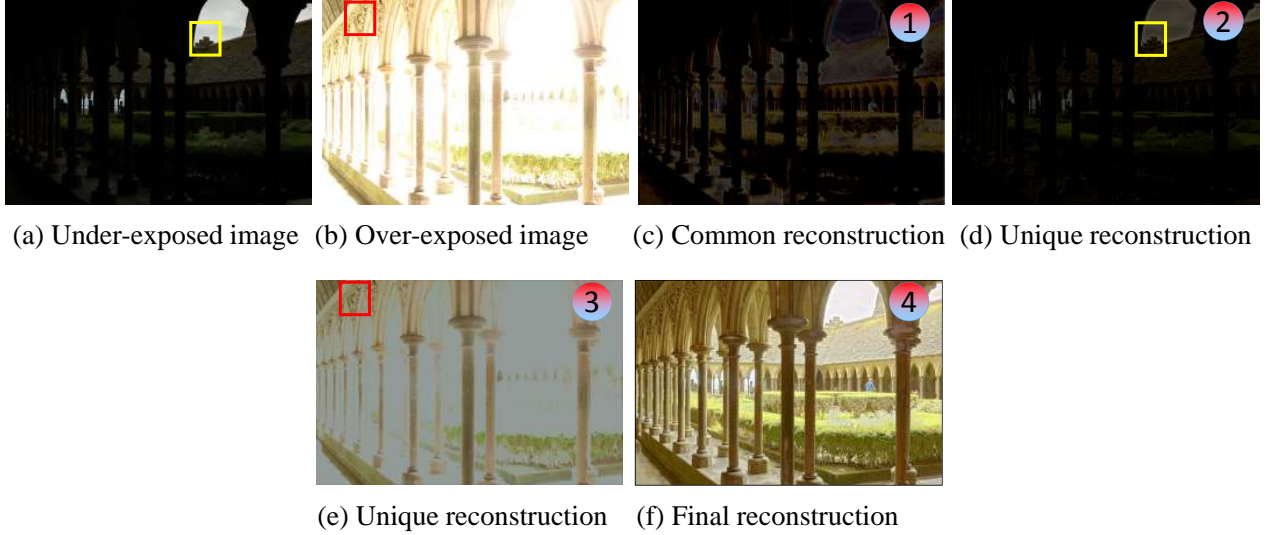 1
2
(a) Under-exposed image (b) Over-exposed image (c) Common reconstruction (d) Unique reconstruction
3
4
(e) Unique reconstruction (f) Final reconstruction